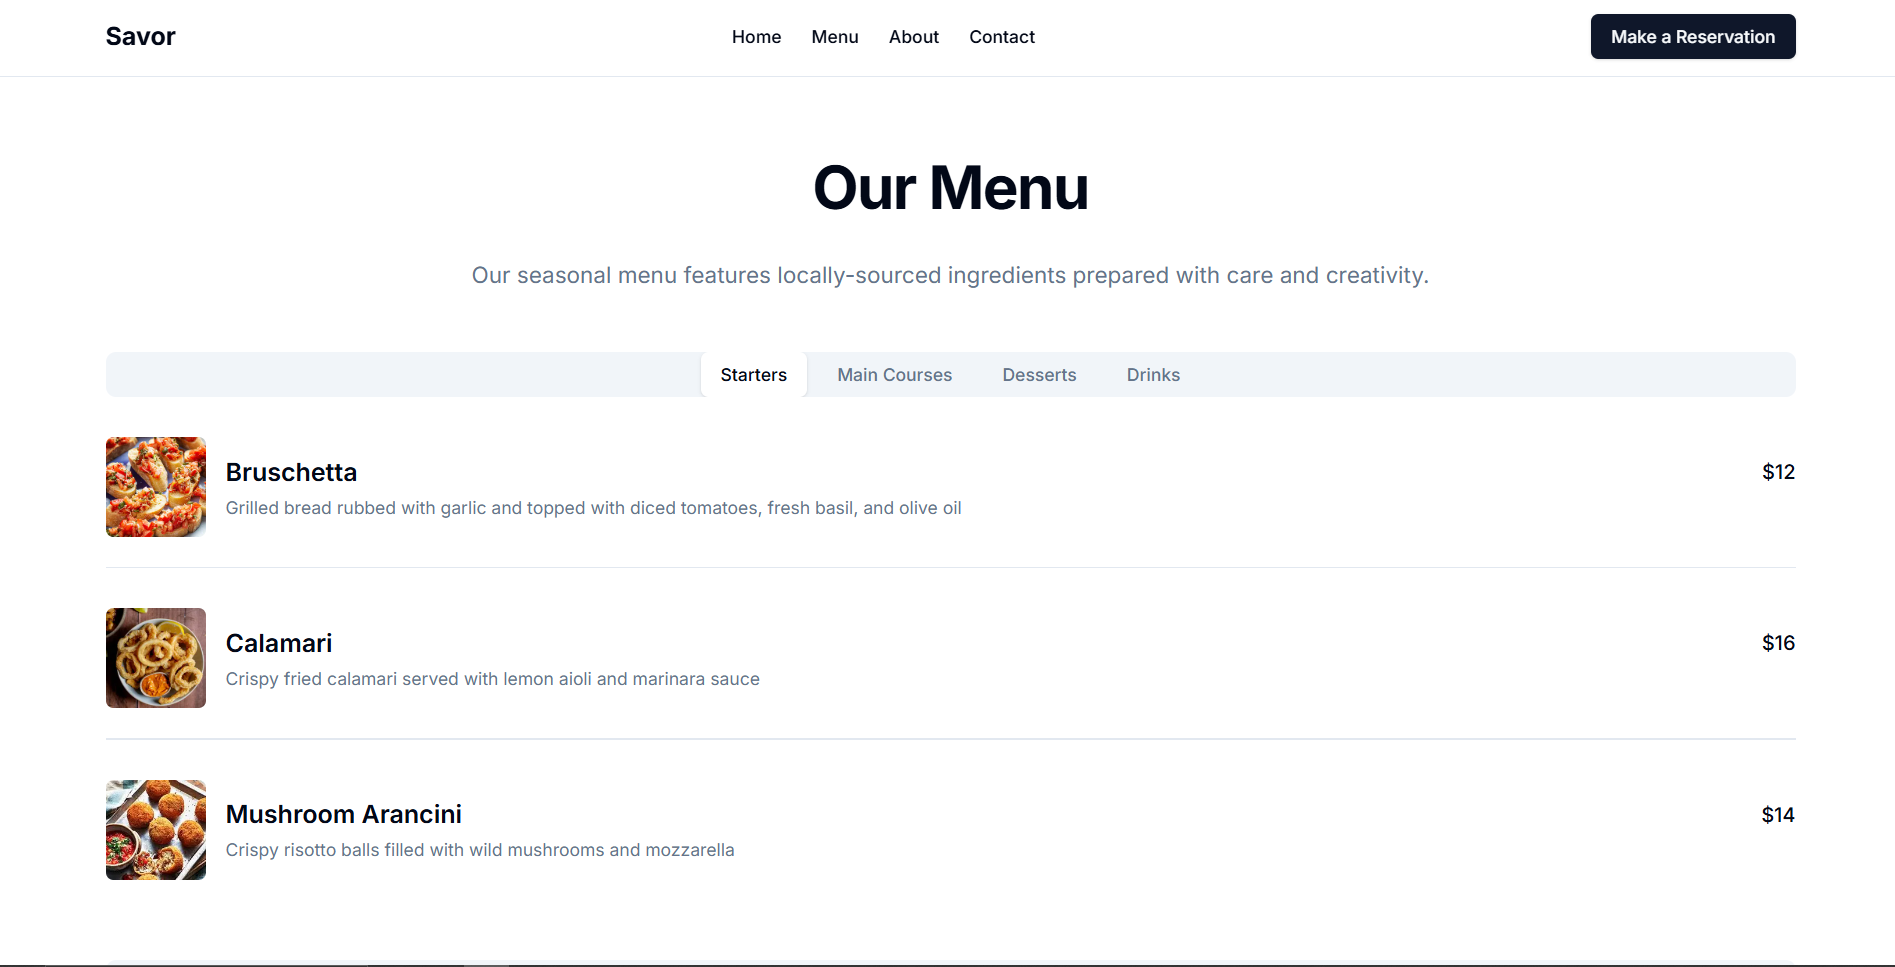 Savor
Home
Menu
About
Contact
Make a Reservation
Our Menu
Our seasonal menu features locally-sourced ingredients prepared with care and creativity.
Starters
Main Courses
Desserts
Drinks
Bruschetta
$12
Grilled bread rubbed with garlic and topped with diced tomatoes, fresh basil, and olive oil
Calamari
$16
Crispy fried calamari served with lemon aioli and marinara sauce
Mushroom Arancini
$14
Crispy risotto balls filled with wild mushrooms and mozzarella